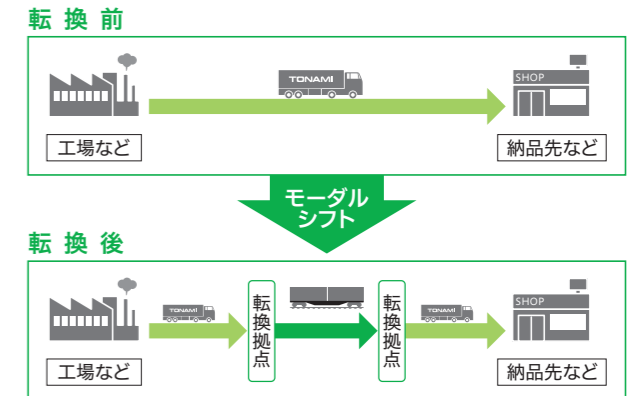 転換前
TONAMI
SHOP
工場など
納品先など
モーダル
シフト
転換後
TONAMI
転換拠点
転換拠点
TONAMI
SHOP
工場など
納品先など